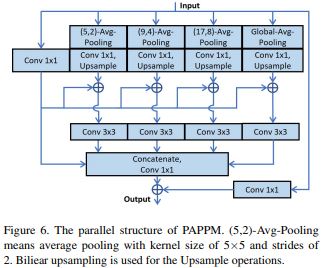 Input
(5,2)-Avg-
Pooling
(9,4)-Avg-
Pooling
(17,8)-Avg-
Pooling
Global-Avg-
Pooling
Conv 1x1
Conv 1x1,
Upsample
Conv 1x1,
Upsample
Conv 1x1,
Upsample
Conv 1x1,
Upsample
Conv 3x3
Conv 3x3
Conv 3x3
Conv 3x3
Concatenate,
Conv 1x1
Conv 1x1
Output
Figure 6. The parallel structure of PAPPM. (5,2)-Avg-Pooling
means average pooling with kernel size of 5×5 and strides of
2. Biliear upsampling is used for the Upsample operations.